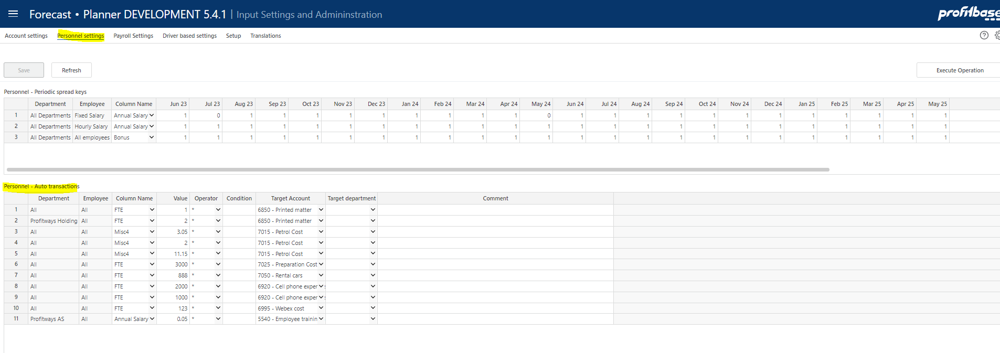 Forecast • Planner DEVELOPMENT 5.4.1 | Input Settings and Admininstration
profitbase
Account settings Personnel settings Payroll Settings Driver based settings Setup Translations
Save Refresh Execute Operation
Personnel - Periodic spread keys
Department Employee Column Name Jun 23 Jul 23 Aug 23 Sep 23 Oct 23 Nov 23 Dec 23 Jan 24 Feb 24 Mar 24 Apr 24 May 24 Jun 24 Jul 24 Aug 24 Sep 24 Oct 24 Nov 24 Dec 24 Jan 25 Feb 25 Mar 25 Apr 25 May 25
1 All Departments Fixed Salary Annual Salary 1 0 1 1 1 1 1 1 1 1 1 0 1 1 1 1 1 1 1 1 1 1 1 1
2 All Departments Hourly Salary Annual Salary 1 1 1 1 1 1 1 1 1 1 1 1 1 1 1 1 1 1 1 1 1 1 1 1
3 All Departments All employees Bonus 1 1 1 1 1 1 1 1 1 1 1 1 1 1 1 1 1 1 1 1 1 1 1 1
Personnel - Auto transactions
Department Employee Column Name Value Operator Condition Target Account Target department Comment
1 All All FTE 1 * 6850 - Printed matter
2 Profitways Holding All FTE 2 * 6850 - Printed matter
3 All All Misc4 3.05 * 7015 - Petrol Cost
4 All All Misc4 2 * 7015 - Petrol Cost
5 All All Misc4 11.15 * 7015 - Petrol Cost
6 All All FTE 3000 * 7025 - Preparation Cost
7 All All FTE 888 * 7050 - Rental cars
8 All All FTE 2000 * 6920 - Cell phone exper
9 All All FTE 1000 * 6920 - Cell phone exper
10 All All FTE 123 * 6995 - Webex cost
11 Profitways AS All Annual Salary 0.05 * 5540 - Employee trainin